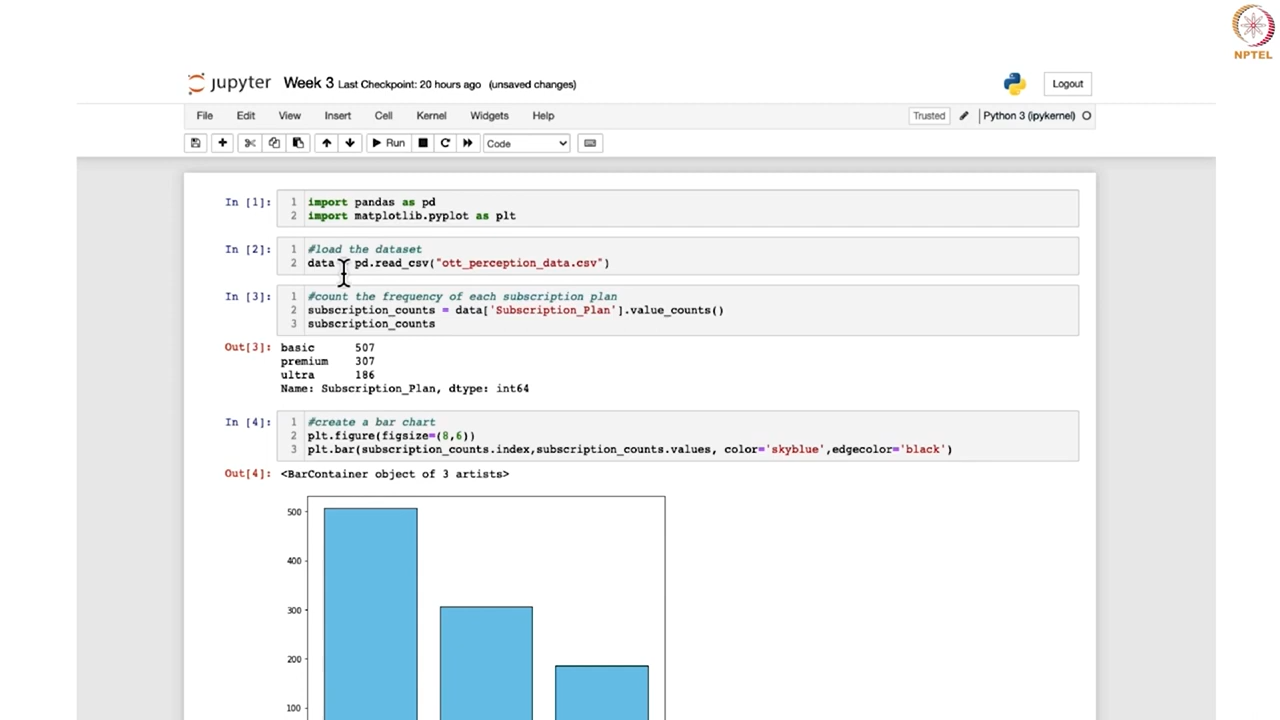 NPTEL
jupyter Week 3 Last Checkpoint: 20 hours ago (unsaved changes)
Logout
File Edit View Insert Cell Kernel Widgets Help
Trusted Python 3 (ipykernel)
Run Code
In [1]:
1 import pandas as pd
2 import matplotlib.pyplot as plt
In [2]:
1 #load the dataset
2 data pd.read_csv("ott_perception_data.csv")
In [3]:
1 #count the frequency of each subscription plan
2 subscription_counts = data['Subscription_Plan'].value_counts()
3 subscription_counts
Out[3]:
basic 507
premium 307
ultra 186
Name: Subscription_Plan, dtype: int64
In [4]:
1 #create a bar chart
2 plt.figure(figsize=(8,6))
3 plt.bar(subscription_counts.index,subscription_counts.values, color='skyblue',edgecolor='black')
Out[4]: <BarContainer object of 3 artists>
500
400
300
200
100